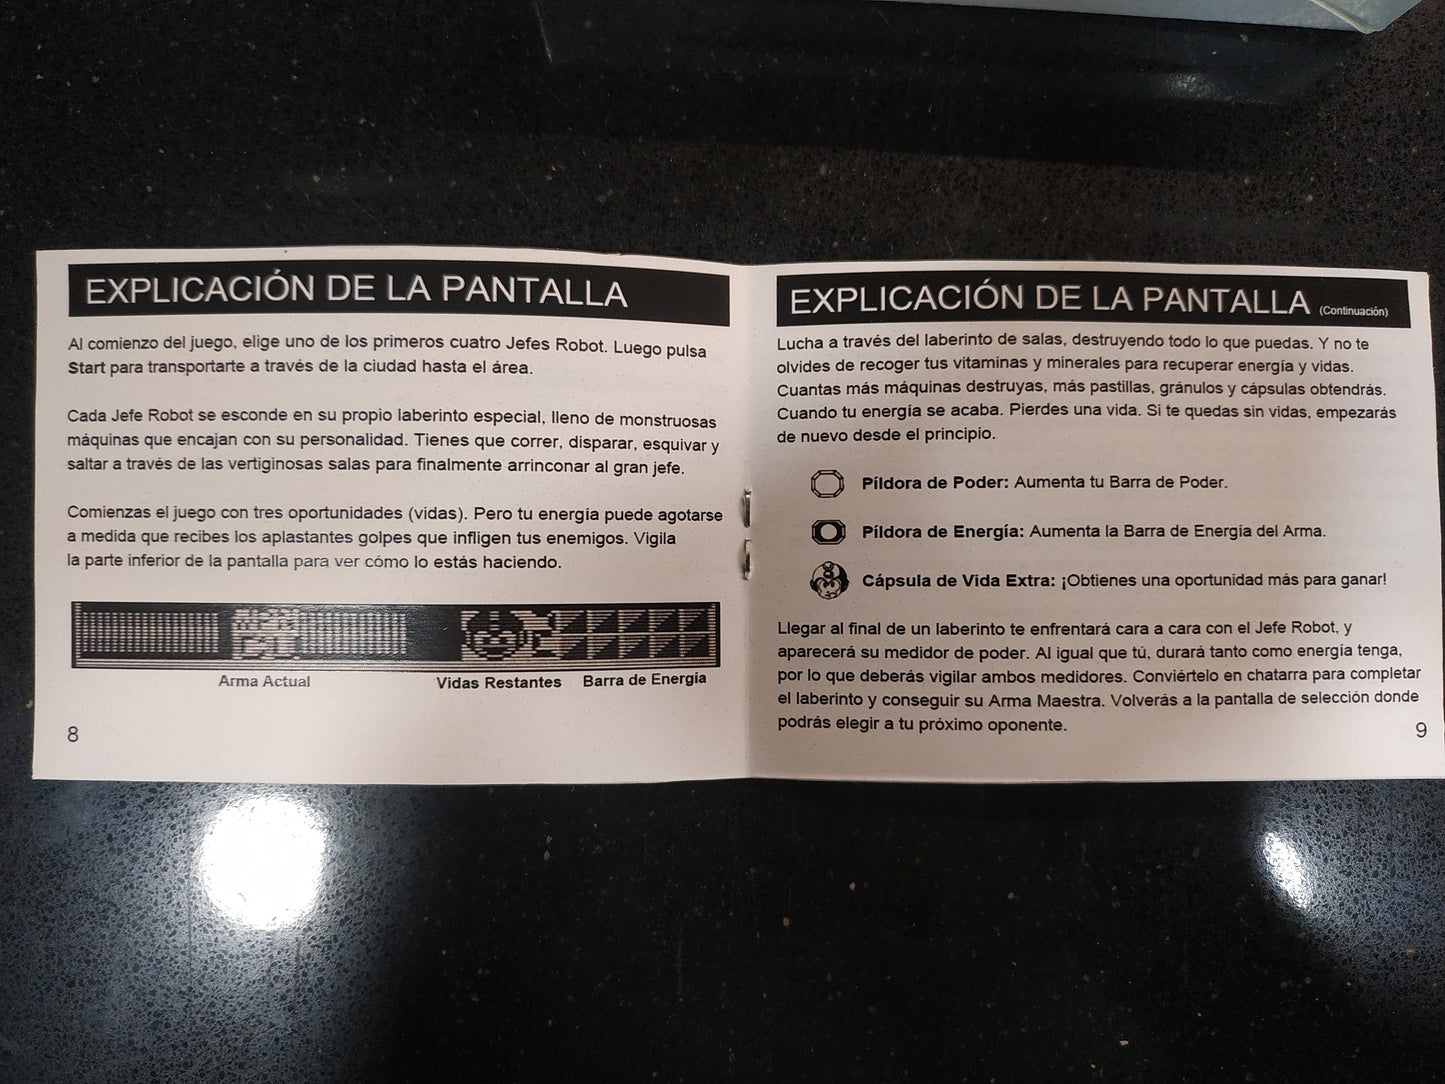 EXPLICACIÓN DE LA PANTALLA
Al comienzo del juego, elige uno de los primeros cuatro Jefes Robot. Luego pulsa
Start para transportarte a través de la ciudad hasta el área.
Cada Jefe Robot se esconde en su propio laberinto especial, lleno de monstruosas
máquinas que encajan con su personalidad. Tienes que correr, disparar, esquivar y
saltar a través de las vertiginosas salas para finalmente arrinconar al gran jefe.
Comienzas el juego con tres oportunidades (vidas). Pero tu energía puede agotarse
a medida que recibes los aplastantes golpes que infligen tus enemigos. Vigila
la parte inferior de la pantalla para ver cómo lo estás haciendo.
Arma Actual
Vidas Restantes
Barra de Energía
8
EXPLICACIÓN DE LA PANTALLA (Continuación)
Lucha a través del laberinto de salas, destruyendo todo lo que puedas. Y no te
olvides de recoger tus vitaminas y minerales para recuperar energía y vidas.
Cuantas más máquinas destruyas, más pastillas, gránulos y cápsulas obtendrás.
Cuando tu energía se acaba. Pierdes una vida. Si te quedas sin vidas, empezarás
de nuevo desde el principio.
Píldora de Poder: Aumenta tu Barra de Poder.
Píldora de Energía: Aumenta la Barra de Energía del Arma.
Cápsula de Vida Extra: ¡Obtienes una oportunidad más para ganar!
Llegar al final de un laberinto te enfrentará cara a cara con el Jefe Robot, y
aparecerá su medidor de poder. Al igual que tú, durará tanto como energía tenga,
por lo que deberás vigilar ambos medidores. Conviértelo en chatarra para completar
el laberinto y conseguir su Arma Maestra. Volverás a la pantalla de selección donde
podrás elegir a tu próximo oponente.
9